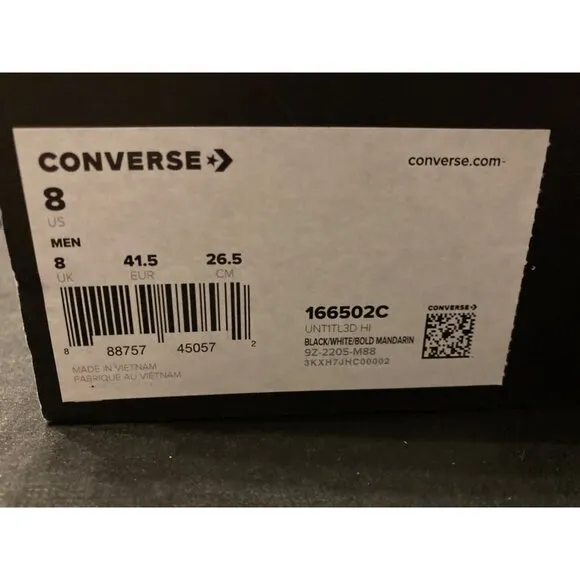 CONVERSE
converse.com
8
US
MEN
8 41.5 26.5
UK EUR CM
8 88757 45057 2
MADE IN VIETNAM
FABRIQUE AU VIETNAM
166502C
UNT1TL3D HI
BLACK/WHITE/BOLD MANDARIN
9Z-2205-M88
3KXH7JHC00002
CONVERSE